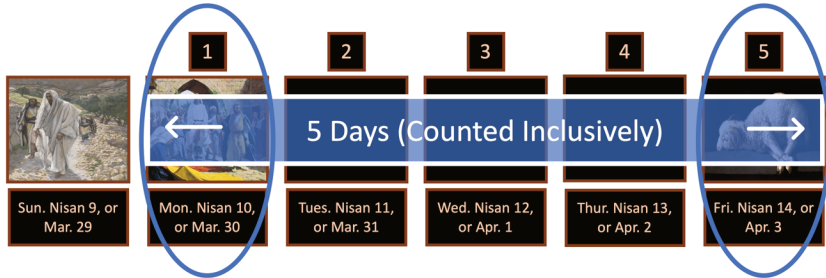 1
2
3
4
5
5 Days (Counted Inclusively)
Sun. Nisan 9, or
Mar. 29
Mon. Nisan 10,
or Mar. 30
Tues. Nisan 11,
or Mar. 31
Wed. Nisan 12,
or Apr. 1
Thur. Nisan 13,
or Apr. 2
Fri. Nisan 14, or
Apr. 3